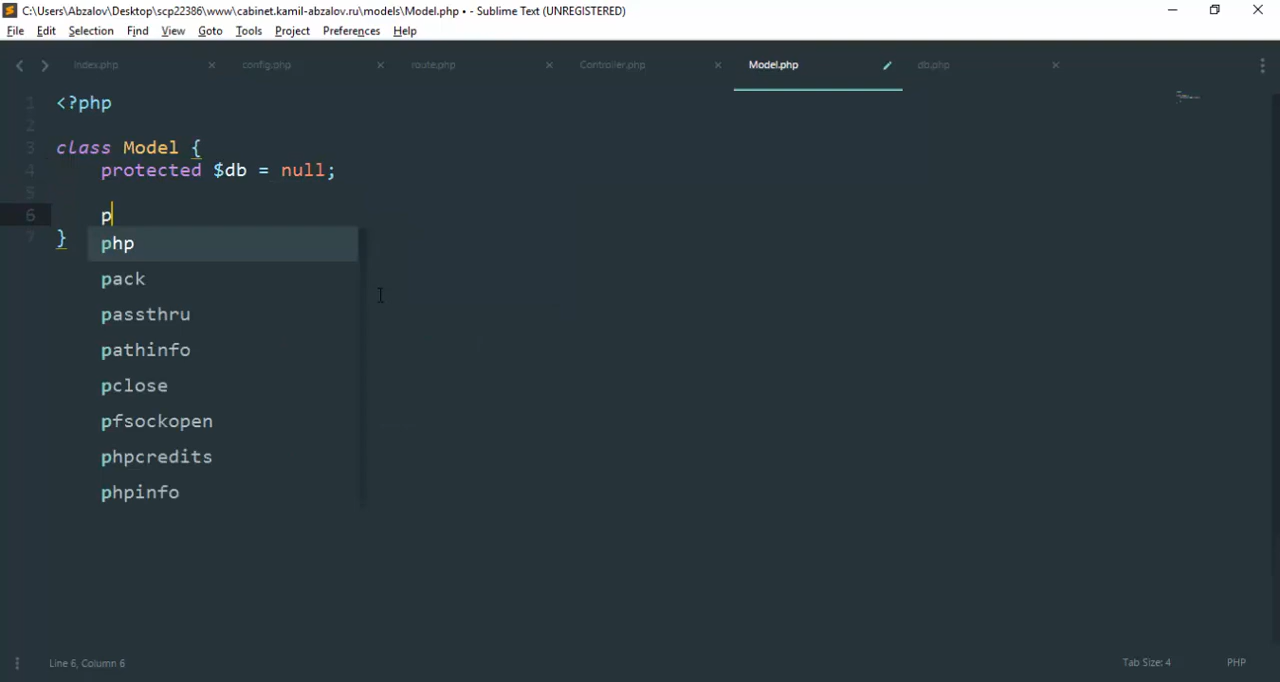 C:\Users\Abzalov\Desktop\scp22386\www\cabinet.kamil-abzalov.ru\models\Model.php • - Sublime Text (UNREGISTERED)
File Edit Selection Find View Goto Tools Project Preferences Help
index.php config.php route.php Controller.php Model.php db.php
1 <?php
2
3 class Model {
4 protected $db = null;
5
6 p
7 }
php
pack
passthru
pathinfo
pclose
pfsockopen
phpcredits
phpinfo
Line 6, Column 6 Tab Size: 4 PHP